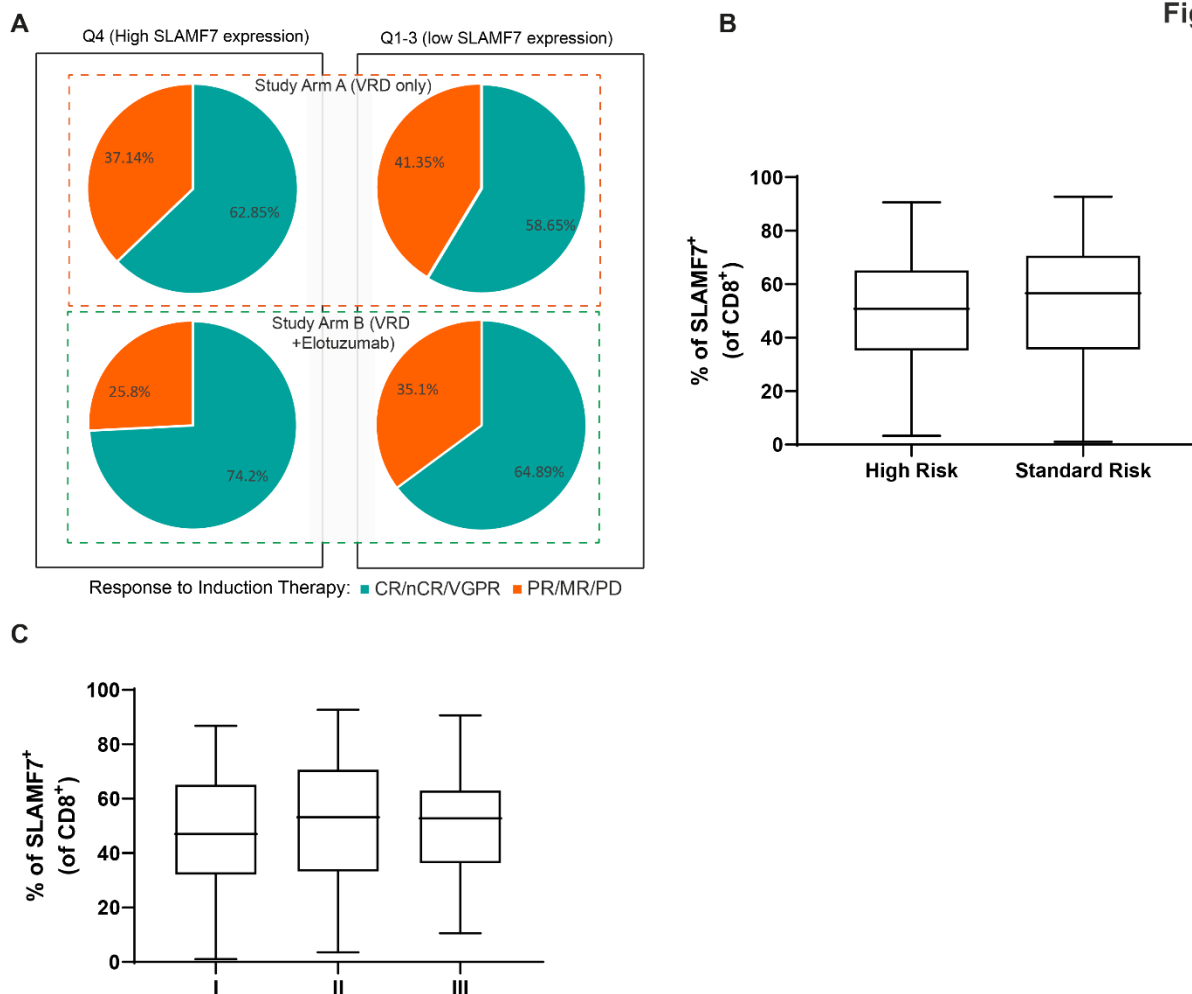 A
Q4 (High SLAMF7 expression)
Q1-3 (low SLAMF7 expression)
Study Arm A (VRD only)
37.14%
62.85%
41.35%
58.65%
Study Arm B (VRD
+Elotuzumab)
25.8%
74.2%
35.1%
64.89%
Response to Induction Therapy: CR/nCR/VGPR PR/MR/PD
B
Fig
% of SLAMF7+
(of CD8+)
100
80
60
40
20
0
High Risk
Standard Risk
C
% of SLAMF7+
(of CD8+)
100
80
60
40
20
0
I
II
III